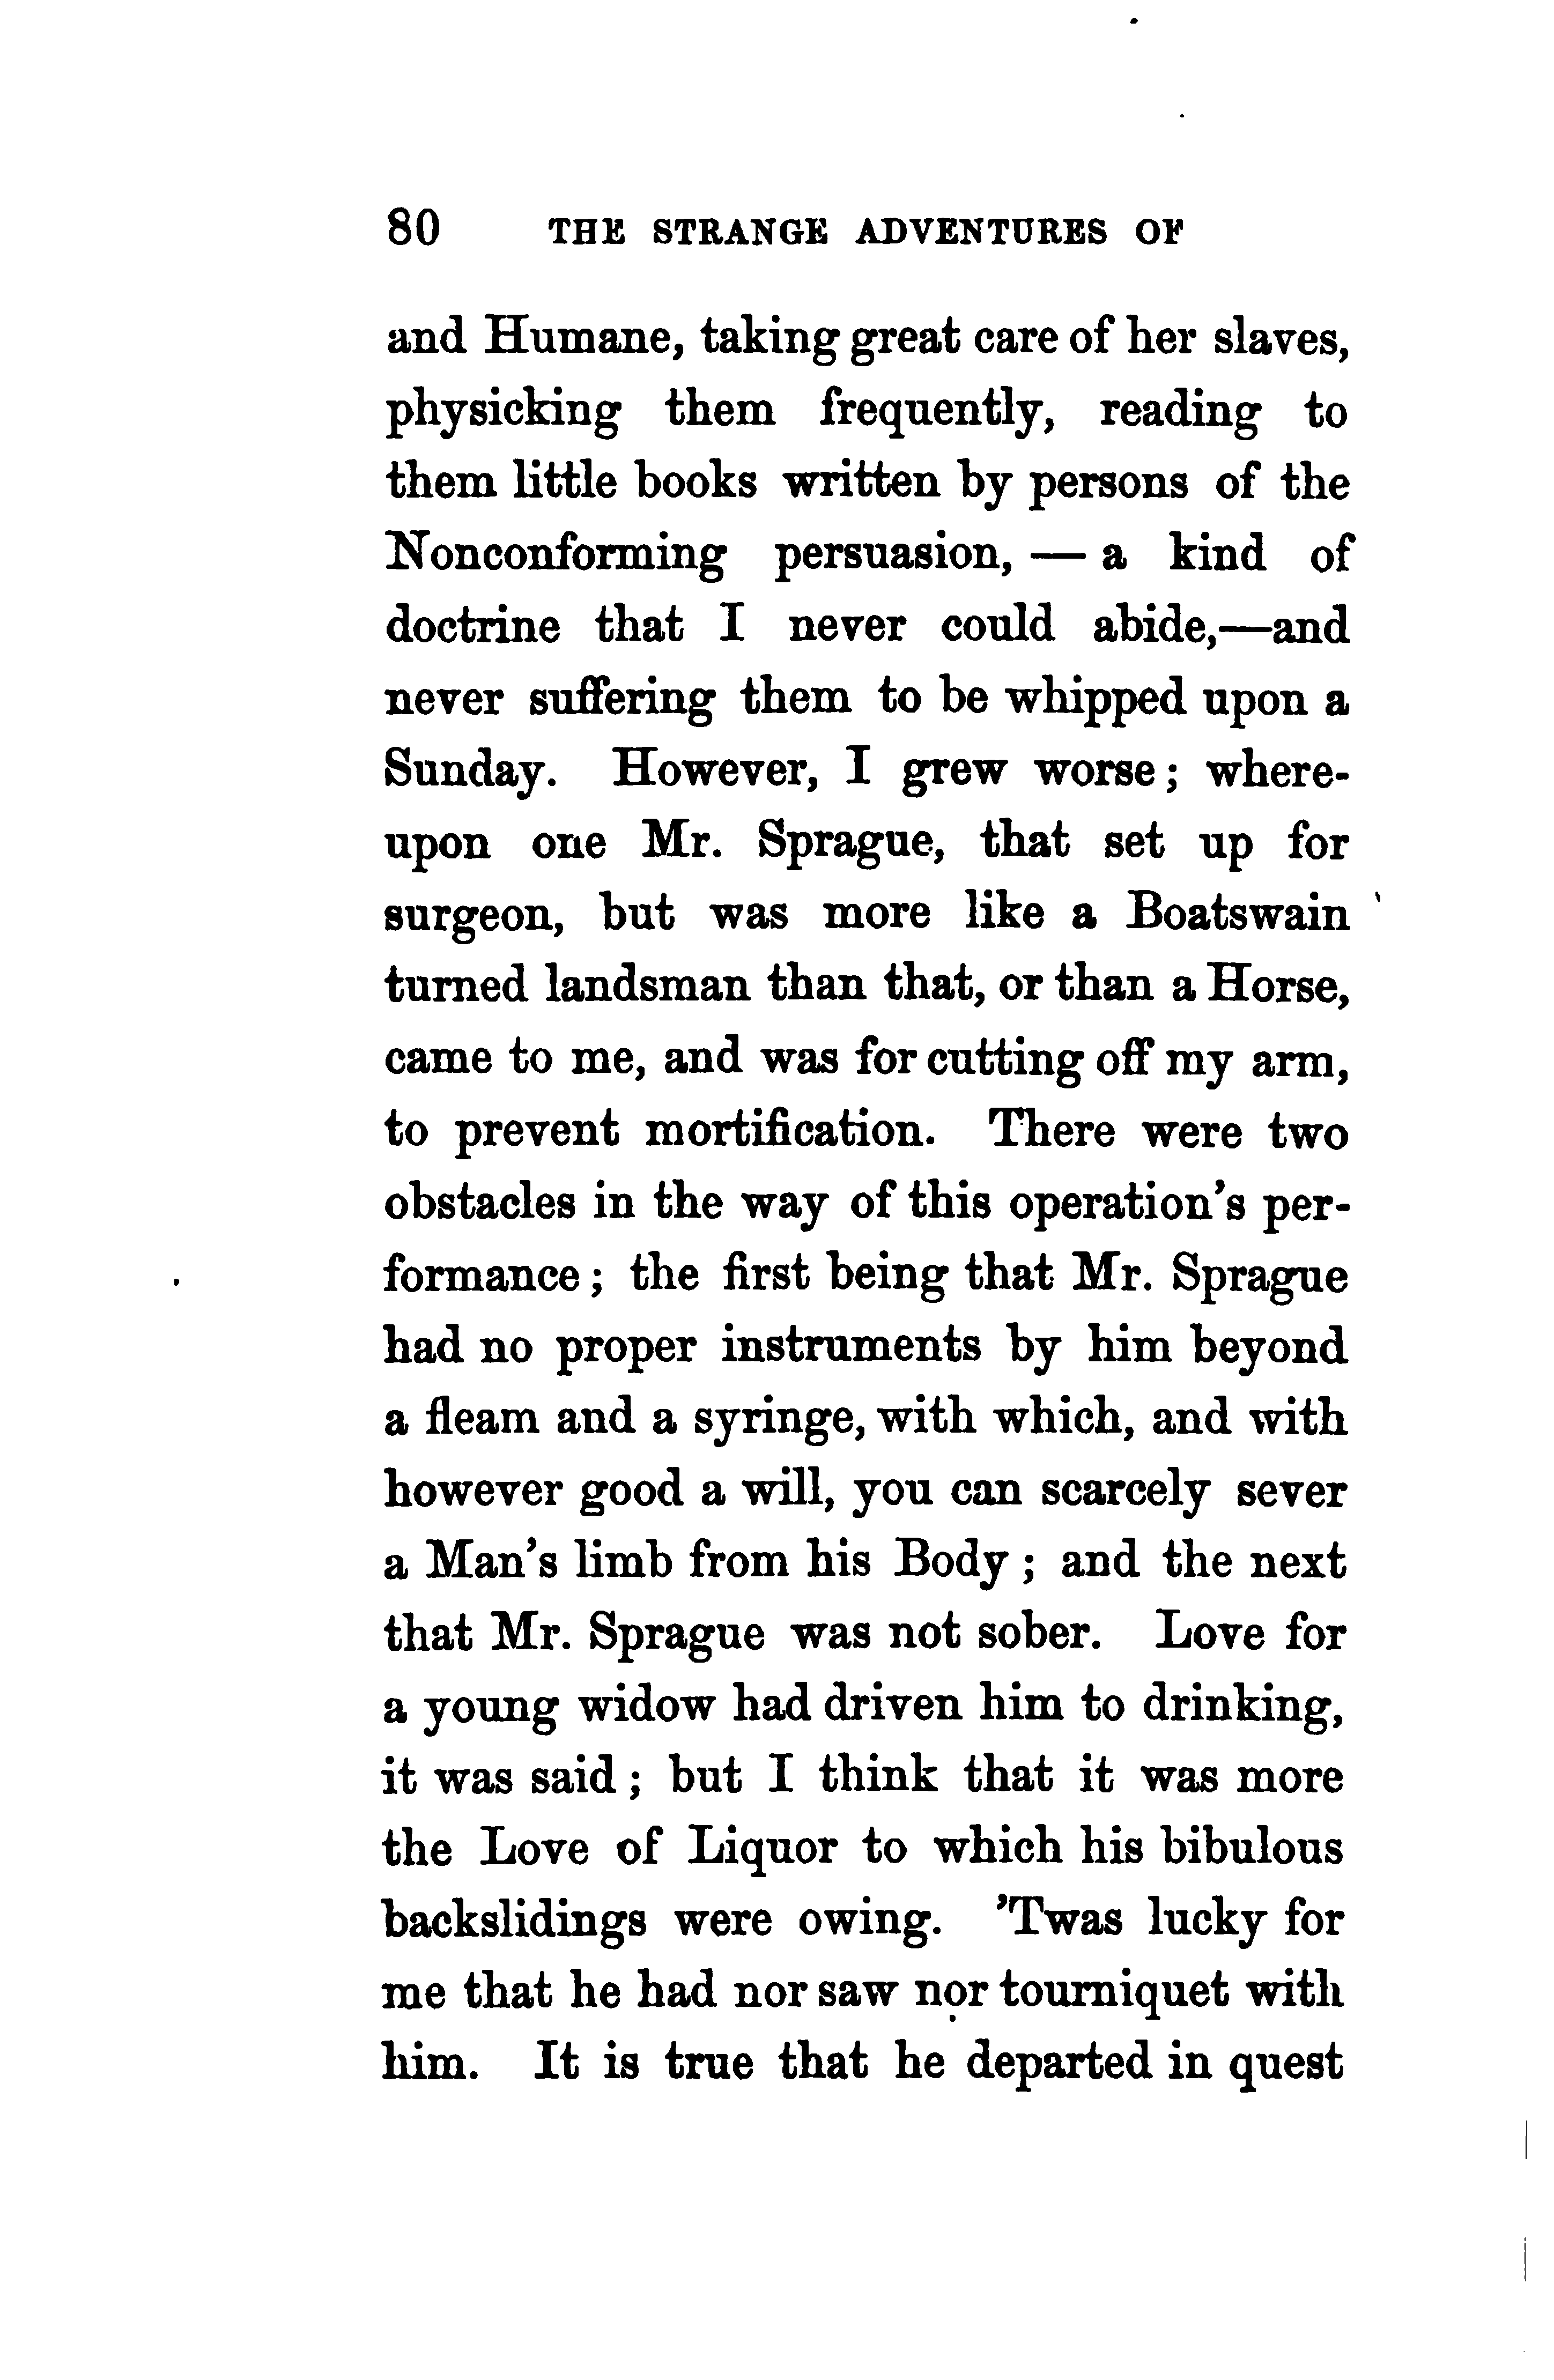 80 THE STRANGE ADVENTURES OF
and Humane, taking great care of her slaves,
physicking them frequently, reading to
them little books written by persons of the
Nonconforming persuasion, — a kind of
doctrine that I never could abide,—and
never suffering them to be whipped upon a
Sunday. However, I grew worse; where-
upon one Mr. Sprague, that set up for
surgeon, but was more like a Boatswain
turned landsman than that, or than a Horse,
came to me, and was for cutting off my arm,
to prevent mortification. There were two
obstacles in the way of this operation's per-
formance; the first being that Mr. Sprague
had no proper instruments by him beyond
a fleam and a syringe, with which, and with
however good a will, you can scarcely sever
a Man's limb from his Body; and the next
that Mr. Sprague was not sober. Love for
a young widow had driven him to drinking,
it was said; but I think that it was more
the Love of Liquor to which his bibulous
backslidings were owing. 'Twas lucky for
me that he had nor saw nor tourniquet with
him. It is true that he departed in quest